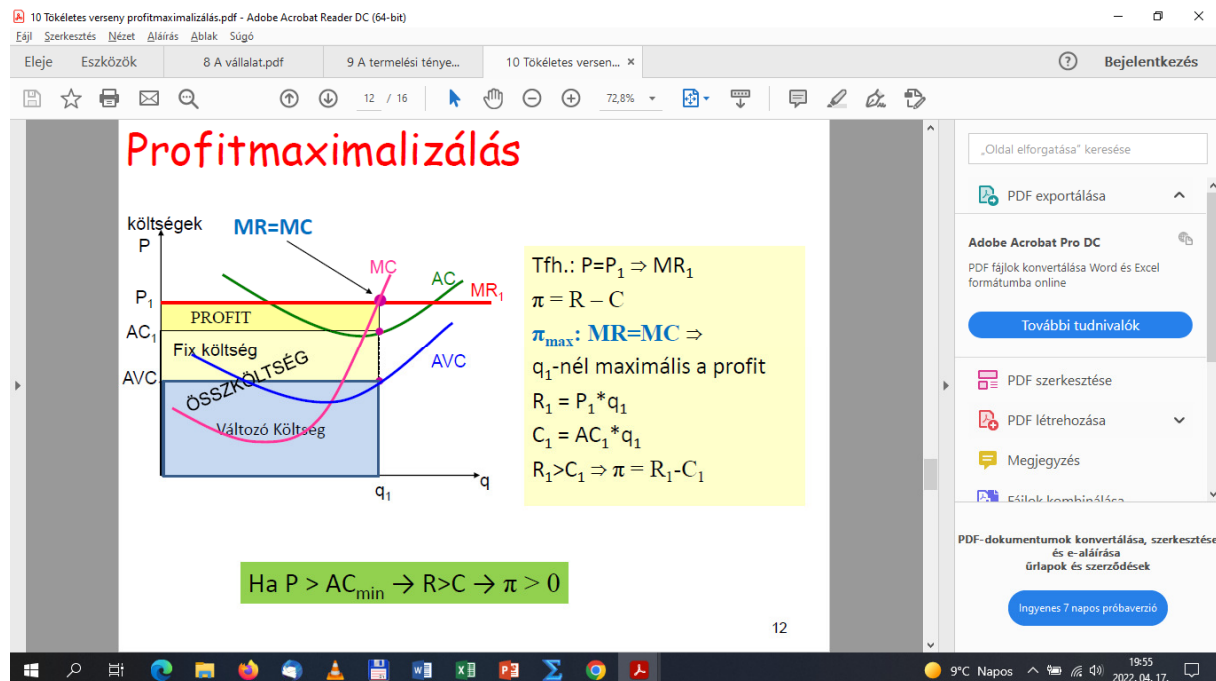 10 Tökéletes verseny profitmaximalizálás.pdf - Adobe Acrobat Reader DC (64-bit)
Fájl Szerkesztés Nézet Aláírás Ablak Súgó
Eleje Eszközök 8 A vállalat.pdf 9 A termelési ténye... 10 Tökéletes versen... × Bejelentkezés
12 / 16 72,8%
Profitmaximalizálás
költségek
P
MR=MC
MC
AC
MR1
P1
PROFIT
AC1
Fix költség
AVC
AVC
ÖSSZKÖLTSÉG
Változó Költség
q1
q
Tfh.: P=P1 ⇒ MR1
π = R – C
πmax: MR=MC ⇒
q1-nél maximális a profit
R1 = P1*q1
C1 = AC1*q1
R1>C1 ⇒ π = R1-C1
Ha P > ACmin → R>C → π > 0
12
„Oldal elforgatása” keresése
PDF exportálása
Adobe Acrobat Pro DC
PDF fájlok konvertálása Word és Excel
formátumba online
További tudnivalók
PDF szerkesztése
PDF létrehozása
Megjegyzés
Fájlok kombinálása
PDF-dokumentumok konvertálása, szerkesztése
és e-aláírása
űrlapok és szerződések
Ingyenes 7 napos próbaverzió
9°C Napos
19:55
2022. 04. 17.